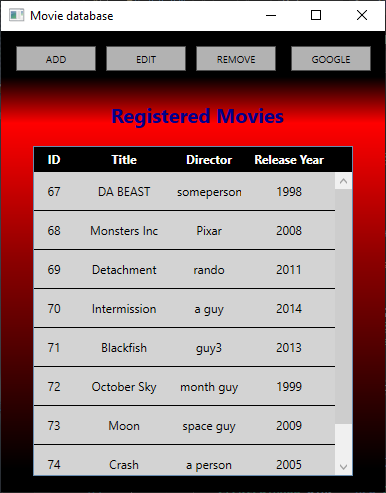 Movie database
ADD EDIT REMOVE GOOGLE
Registered Movies
ID Title Director Release Year
67 DA BEAST someperson 1998
68 Monsters Inc Pixar 2008
69 Detachment rando 2011
70 Intermission a guy 2014
71 Blackfish guy3 2013
72 October Sky month guy 1999
73 Moon space guy 2009
74 Crash a person 2005